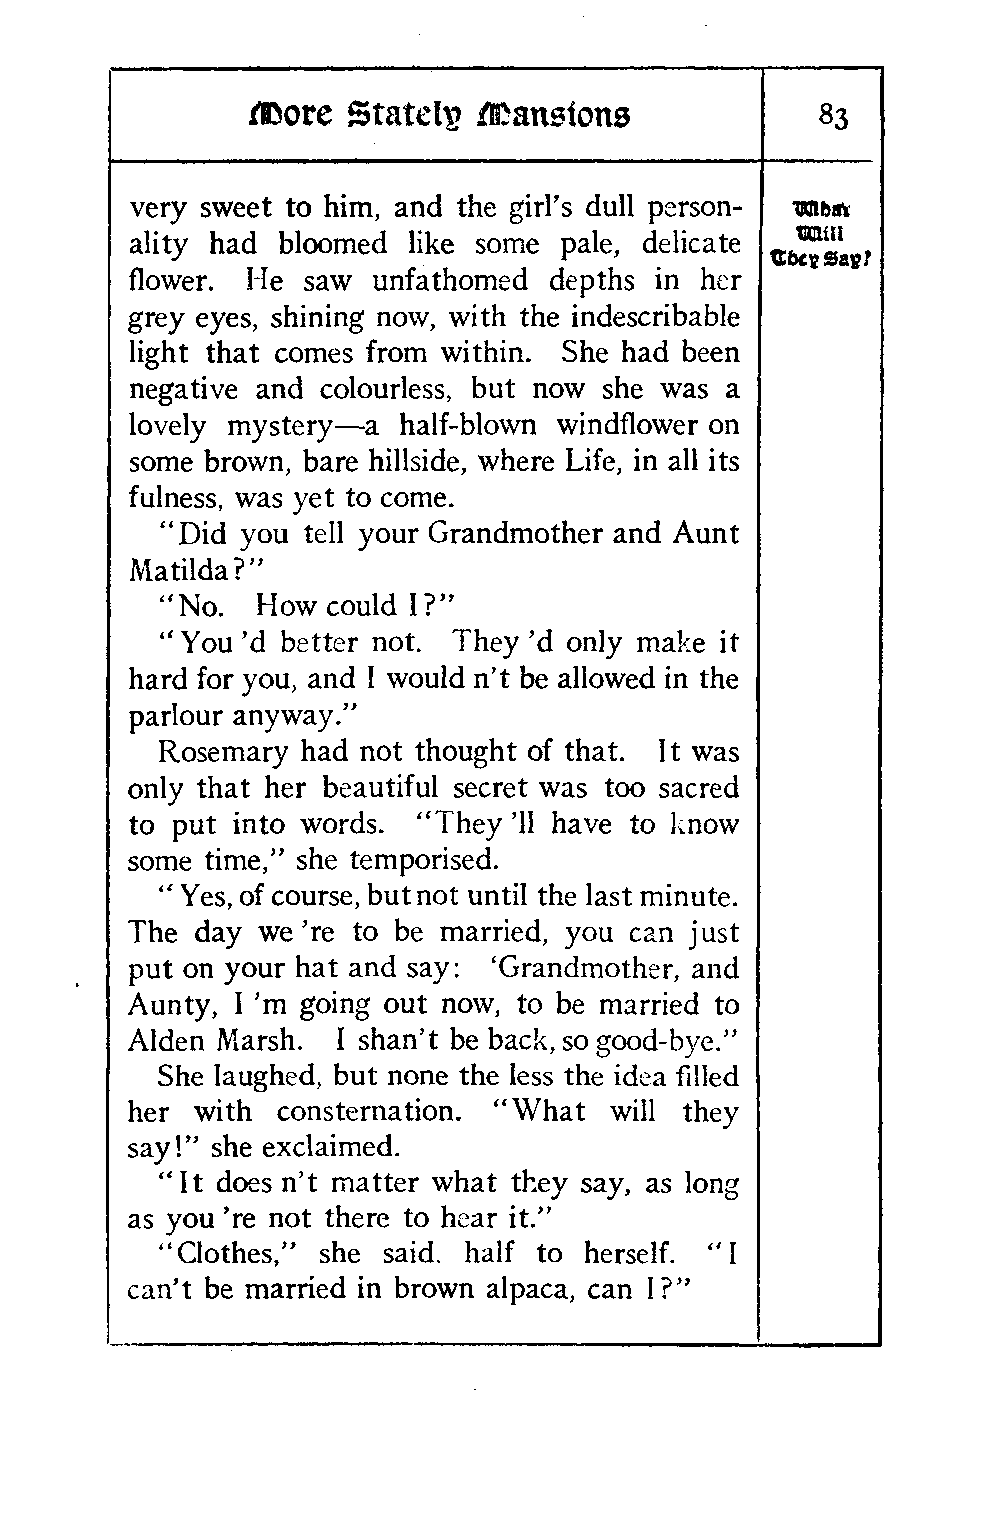 More Stately Mansions
83
What
Will
They Say?
very sweet to him, and the girl's dull person-
ality had bloomed like some pale, delicate
flower. He saw unfathomed depths in her
grey eyes, shining now, with the indescribable
light that comes from within. She had been
negative and colourless, but now she was a
lovely mystery—a half-blown windflower on
some brown, bare hillside, where Life, in all its
fulness, was yet to come.
"Did you tell your Grandmother and Aunt
Matilda?"
"No. How could I?"
"You 'd better not. They 'd only make it
hard for you, and I would n't be allowed in the
parlour anyway."
Rosemary had not thought of that. It was
only that her beautiful secret was too sacred
to put into words. "They 'll have to know
some time," she temporised.
"Yes, of course, but not until the last minute.
The day we 're to be married, you can just
put on your hat and say: 'Grandmother, and
Aunty, I 'm going out now, to be married to
Alden Marsh. I shan't be back, so good-bye."
She laughed, but none the less the idea filled
her with consternation. "What will they
say!" she exclaimed.
"It does n't matter what they say, as long
as you 're not there to hear it."
"Clothes," she said. half to herself. "I
can't be married in brown alpaca, can I?"